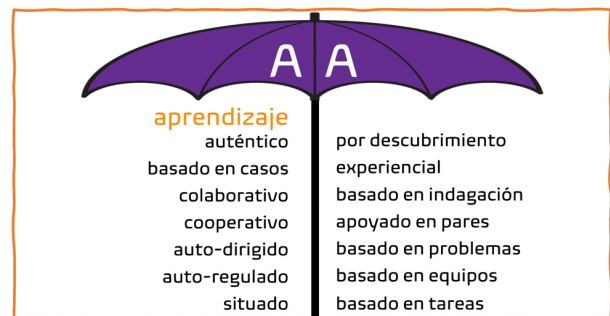 A A
aprendizaje
auténtico
basado en casos
colaborativo
cooperativo
auto-dirigido
auto-regulado
situado
por descubrimiento
experiencial
basado en indagación
apoyado en pares
basado en problemas
basado en equipos
basado en tareas